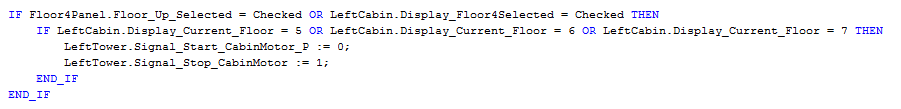 IF Floor4Panel.Floor_Up_Selected = Checked OR LeftCabin.Display_Floor4Selected = Checked THEN
IF LeftCabin.Display_Current_Floor = 5 OR LeftCabin.Display_Current_Floor = 6 OR LeftCabin.Display_Current_Floor = 7 THEN
LeftTower.Signal_Start_CabinMotor_P := 0;
LeftTower.Signal_Stop_CabinMotor := 1;
END_IF
END_IF